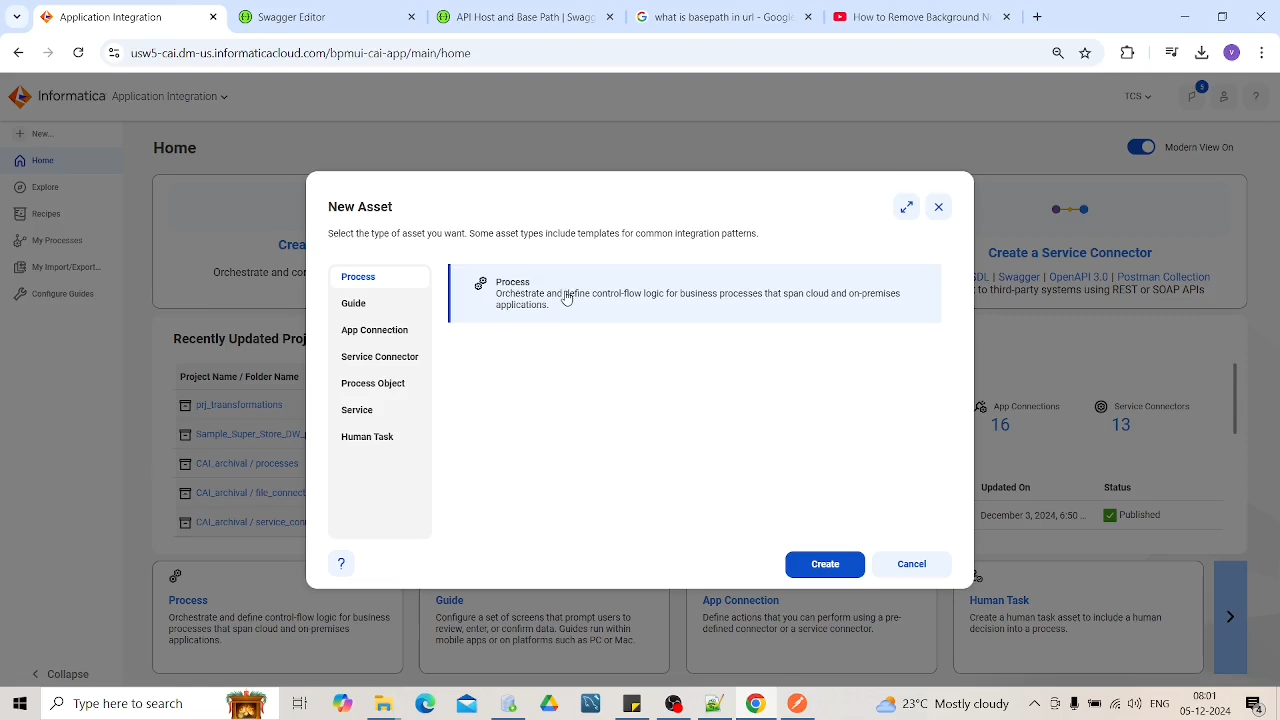 Application Integration
Swagger Editor
API Host and Base Path | Swagg
what is basepath in url - Google
How to Remove Background N
usw5-cai.dm-us.informaticacloud.com/bpmui-ca-app/main/home
V
Informatica Application Integration
TCS
3
?
New...
Home
Explore
Recipes
My Processes
My Import/Export...
Configure Guides
Collapse
Home
Modern View On
Crea
Orchestrate and
Create a Service Connector
SDL | Swagger | OpenAPI 3.0 | Postman Collection
to third-party systems using REST or SOAP APIs
Recently Updated Proj
Project Name / Folder Name
prj_traansformations
Sample_Super_Store_DW_p
CAI_archival / processes
CAI_archival / file_connect
CAI_archival / service_con
App Connections
16
Service Connectors
13
Updated On
Status
December 3, 2024, 6:50 ...
Published
New Asset
Select the type of asset you want. Some asset types include templates for common integration patterns.
Process
Guide
App Connection
Service Connector
Process Object
Service
Human Task
Process
Orchestrate and define control-flow logic for business processes that span cloud and on-premises
applications.
?
Create
Cancel
Process
Orchestrate and define control-flow logic for business
processes that span cloud and on-premises
applications.
Guide
Configure a set of screens that prompt users to
review, enter, or confirm data. Guides run within
mobile apps or on platforms such as PC or Mac.
App Connection
Define actions that you can perform using a pre-
defined connector or a service connector.
Human Task
Create a human task asset to include a human
decision into a process.
Type here to search
23°C Mostly cloudy
ENG
08:01
05-12-2024
4